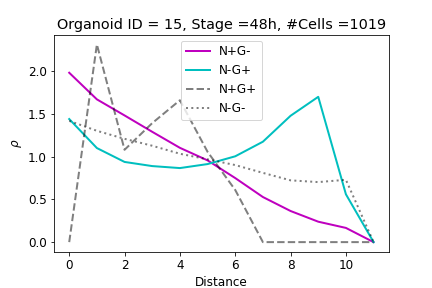 Organoid ID = 15, Stage =48h, #Cells =1019
N+G-
N-G+
N+G+
N-G-
2.0
1.5
1.0
0.5
0.0
ρ
0 2 4 6 8 10
Distance